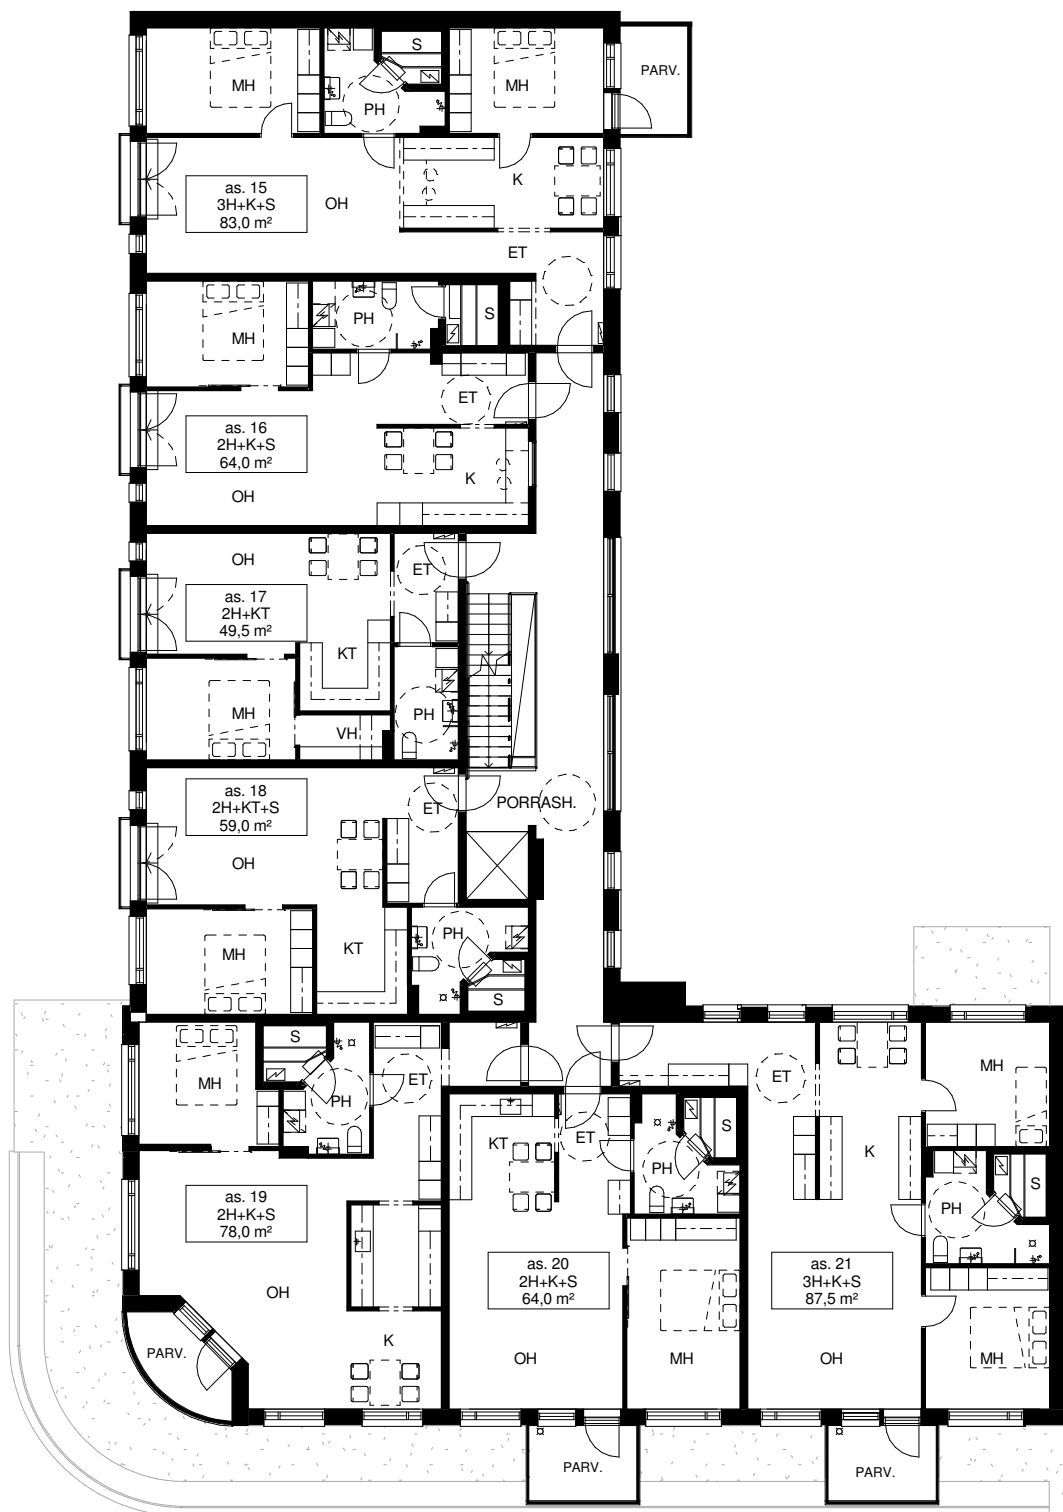 MH
S
MH
PARV.
PH
as. 15
3H+K+S
83,0 m²
OH
K
ET
MH
PH
S
as. 16
2H+K+S
64,0 m²
ET
K
OH
OH
ET
as. 17
2H+KT
49,5 m²
KT
MH
VH
PH
as. 18
2H+KT+S
59,0 m²
ET
PORRASH.
OH
MH
KT
PH
S
S
MH
PH
ET
as. 19
2H+K+S
78,0 m²
OH
K
PARV.
KT
ET
PH
S
as. 20
2H+K+S
64,0 m²
OH
MH
PARV.
ET
K
MH
PH
S
as. 21
3H+K+S
87,5 m²
OH
MH
PARV.